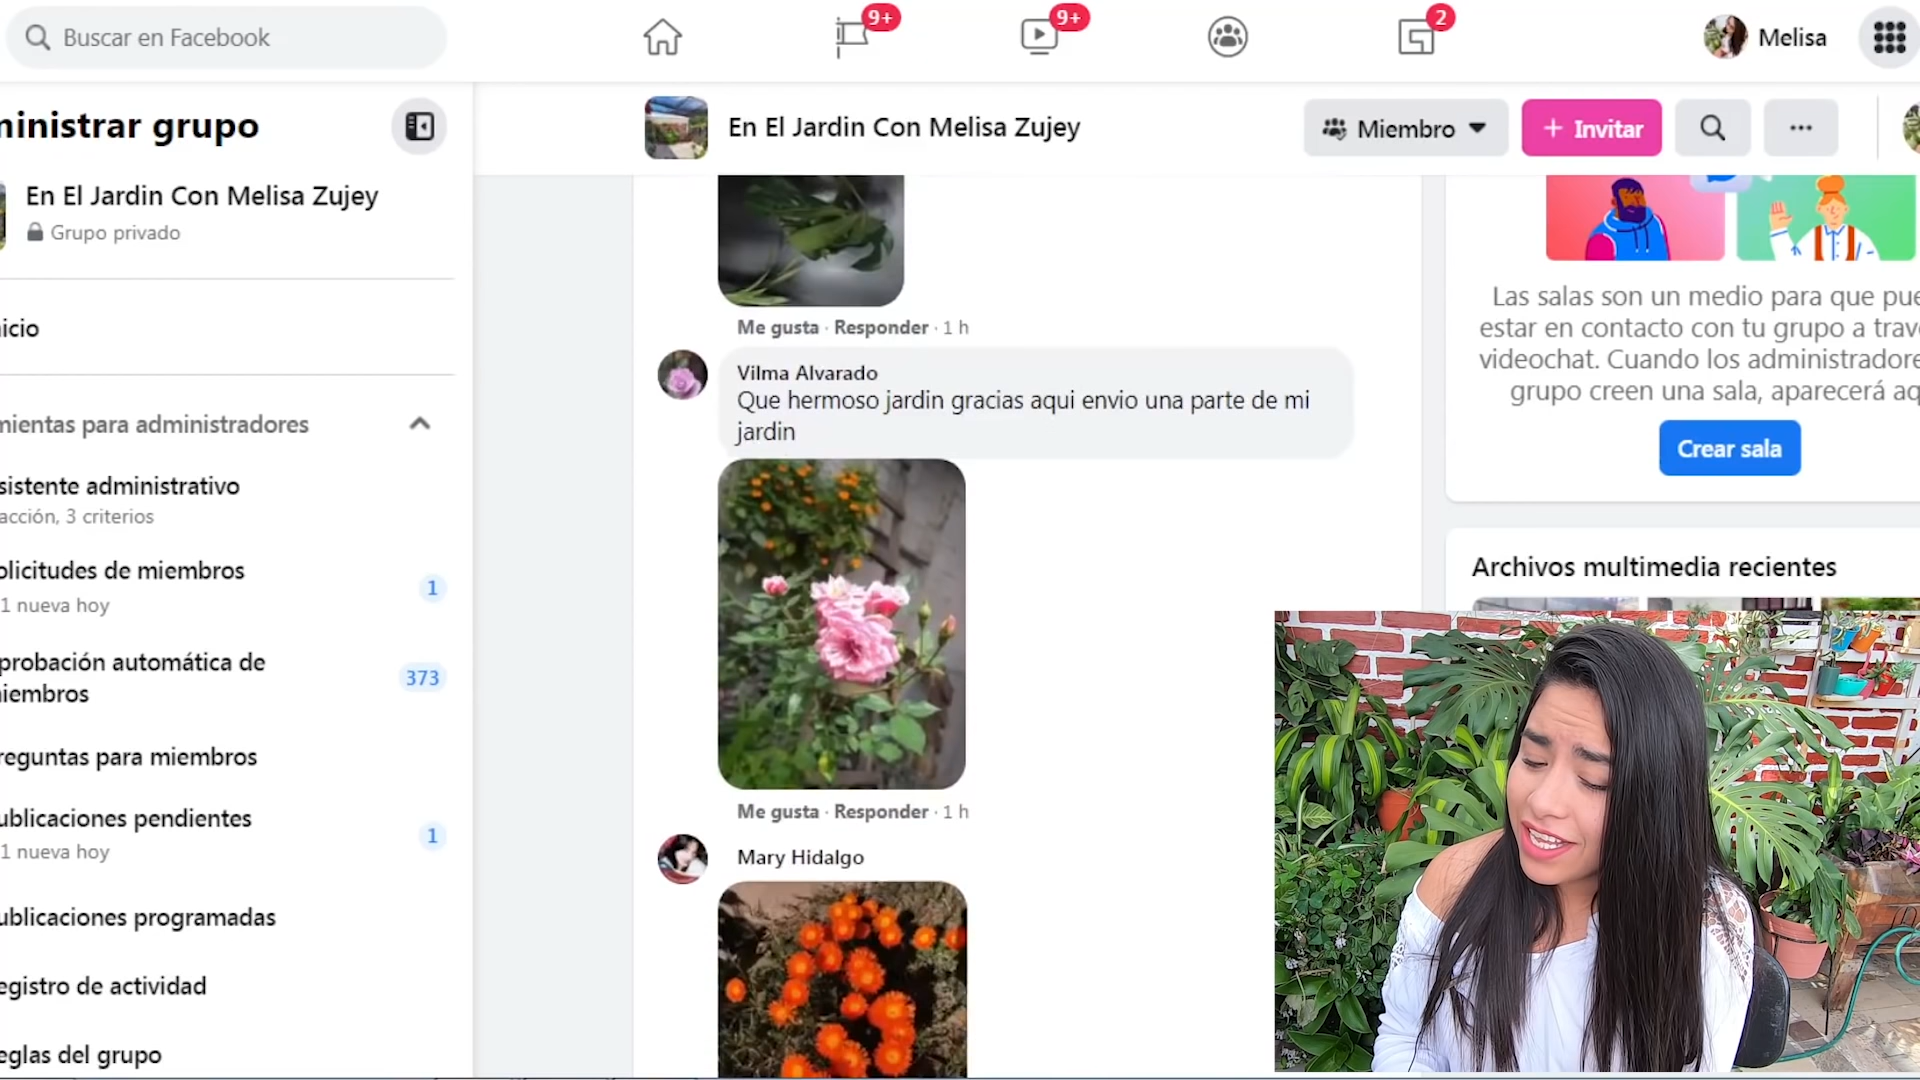 Buscar en Facebook
9+
9+
2
Melisa
ministrar grupo
En El Jardin Con Melisa Zujey
Miembro
+ Invitar
...
En El Jardin Con Melisa Zujey
Grupo privado
icio
mientas para administradores
sistente administrativo
acción, 3 criterios
olicitudes de miembros
1 nueva hoy
1
probación automática de
iembros
373
reguntas para miembros
ublicaciones pendientes
1 nueva hoy
1
ublicaciones programadas
egistro de actividad
eglas del grupo
Me gusta · Responder · 1 h
Vilma Alvarado
Que hermoso jardin gracias aqui envio una parte de mi
jardin
Me gusta · Responder · 1 h
Mary Hidalgo
Las salas son un medio para que pue
estar en contacto con tu grupo a trav
videochat. Cuando los administradore
grupo creen una sala, aparecerá aq
Crear sala
Archivos multimedia recientes